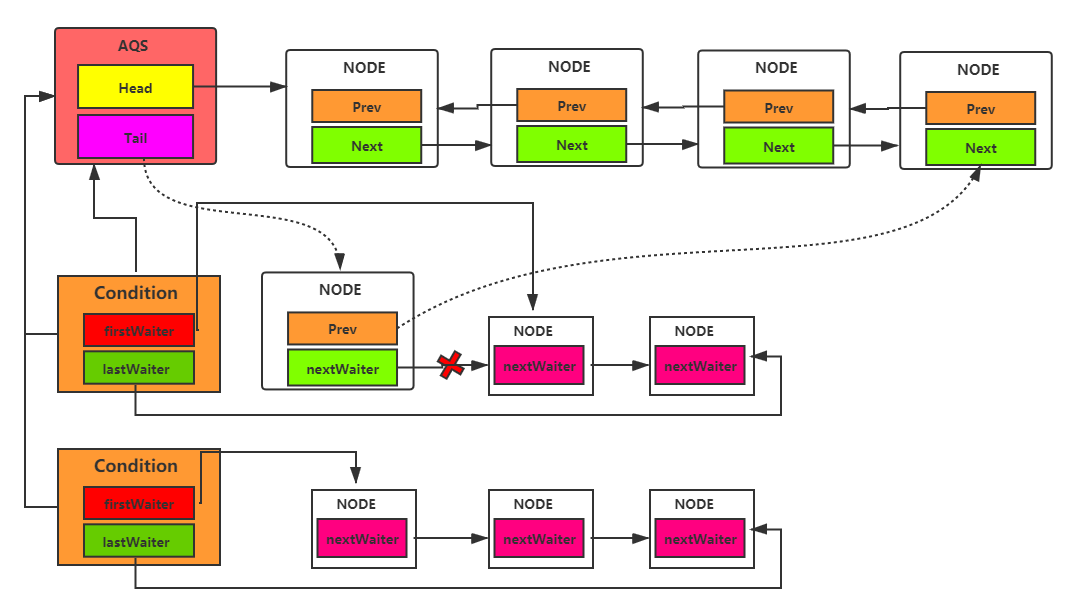 AQS
Head
Tail
NODE
Prev
Next
NODE
Prev
Next
NODE
Prev
Next
NODE
Prev
Next
Condition
firstWaiter
lastWaiter
NODE
Prev
nextWaiter
NODE
nextWaiter
NODE
nextWaiter
Condition
firstWaiter
lastWaiter
NODE
nextWaiter
NODE
nextWaiter
NODE
nextWaiter